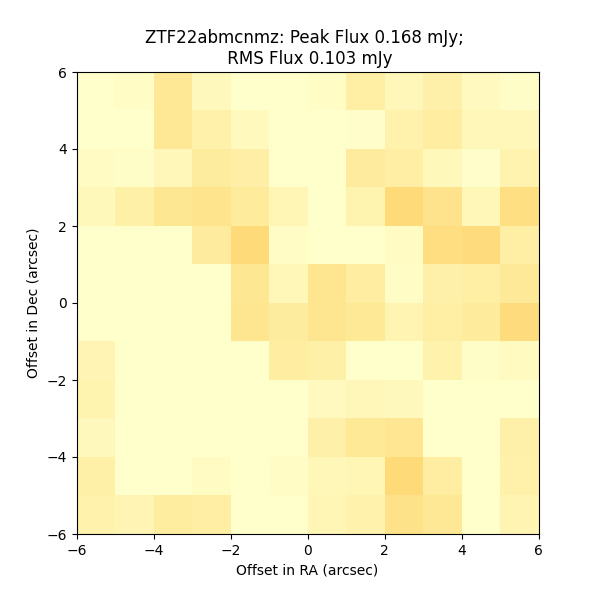 ZTF22abmcnmz: Peak Flux 0.168 mJy;
RMS Flux 0.103 mJy
6
4
2
0
−2
−4
−6
Offset in Dec (arcsec)
−6 −4 −2 0 2 4 6
Offset in RA (arcsec)